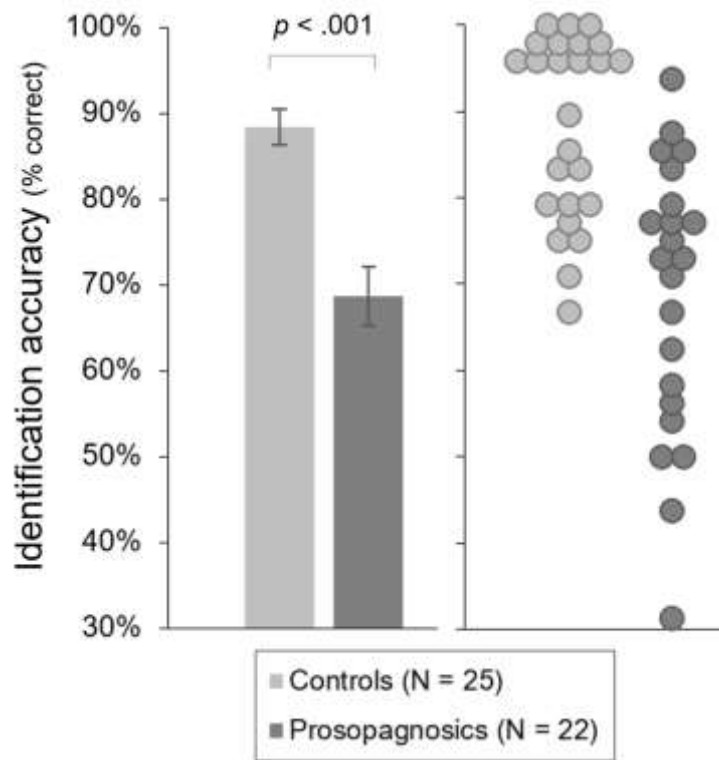 Identification accuracy (% correct)
100%
90%
80%
70%
60%
50%
40%
30%
p < .001
Controls (N = 25)
Prosopagnosics (N = 22)